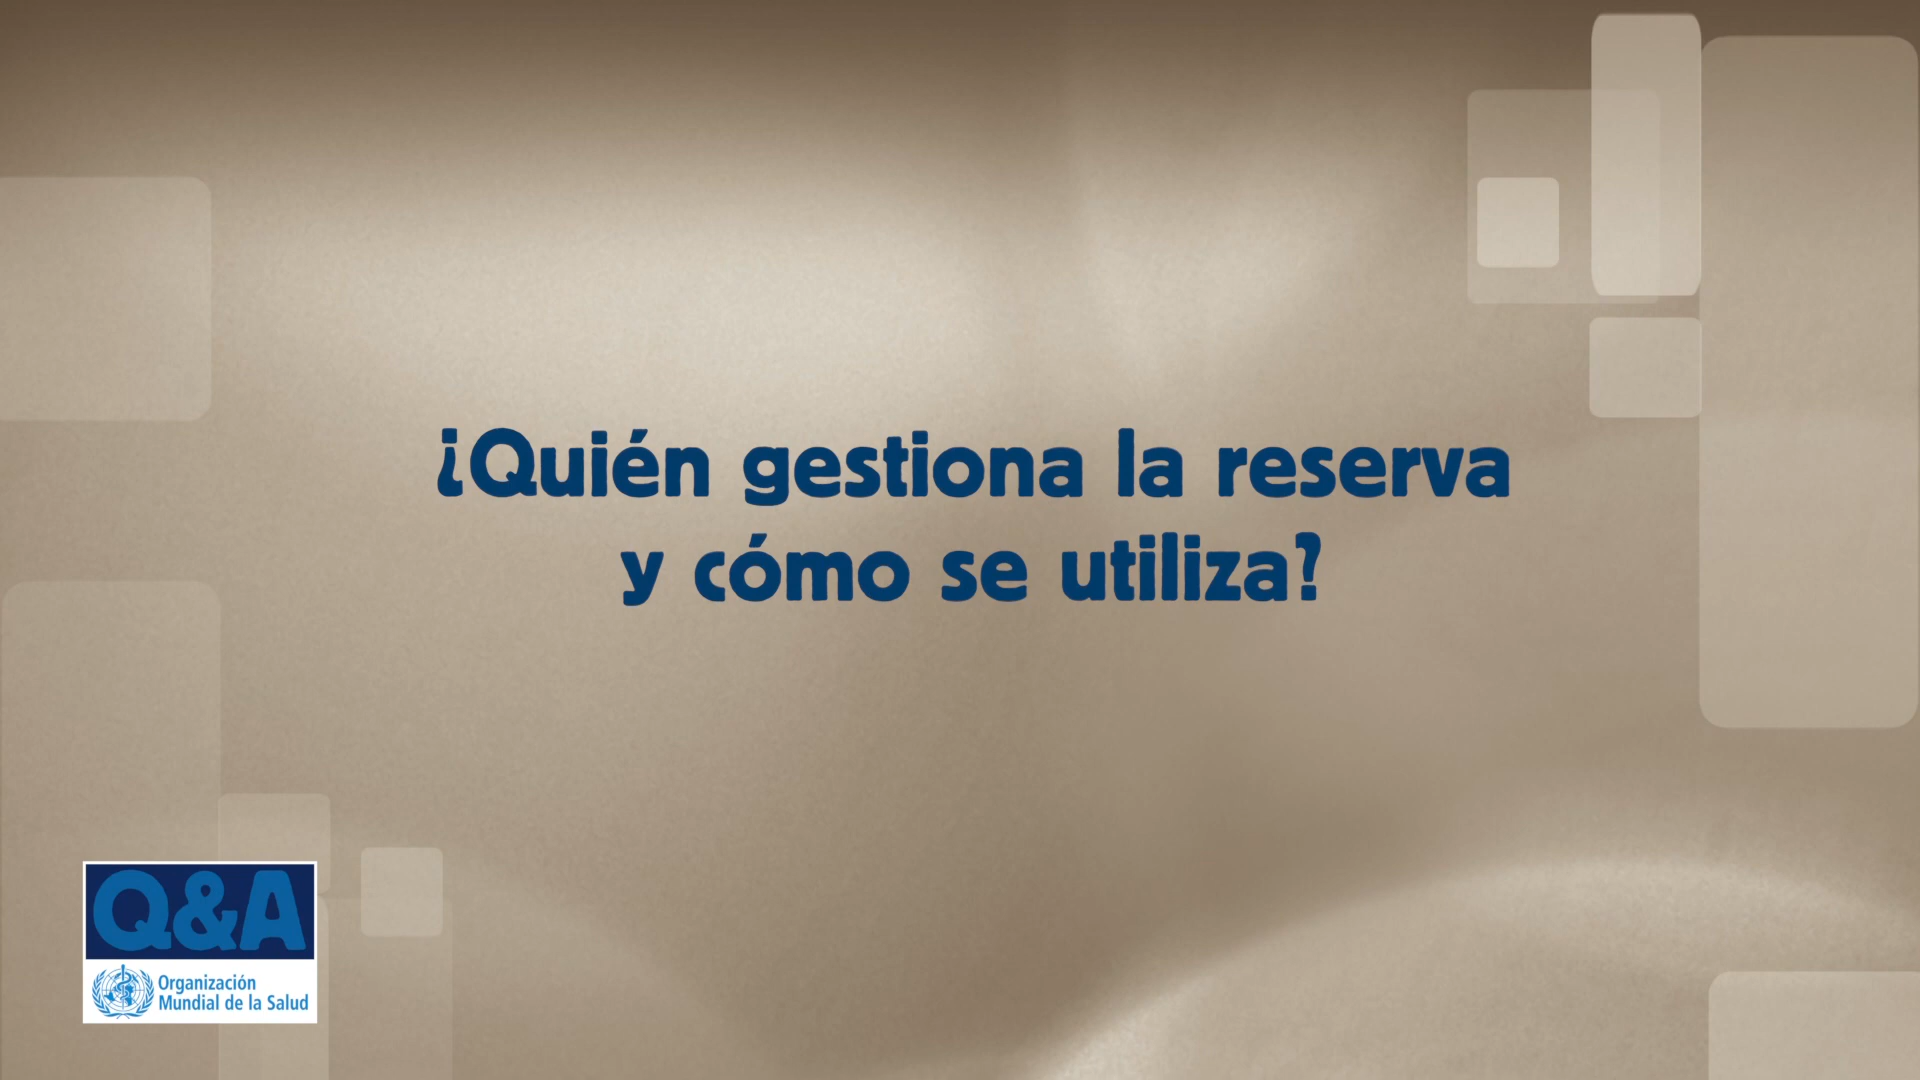 ¿Quién gestiona la reserva
y cómo se utiliza?
Q&A
Organización
Mundial de la Salud